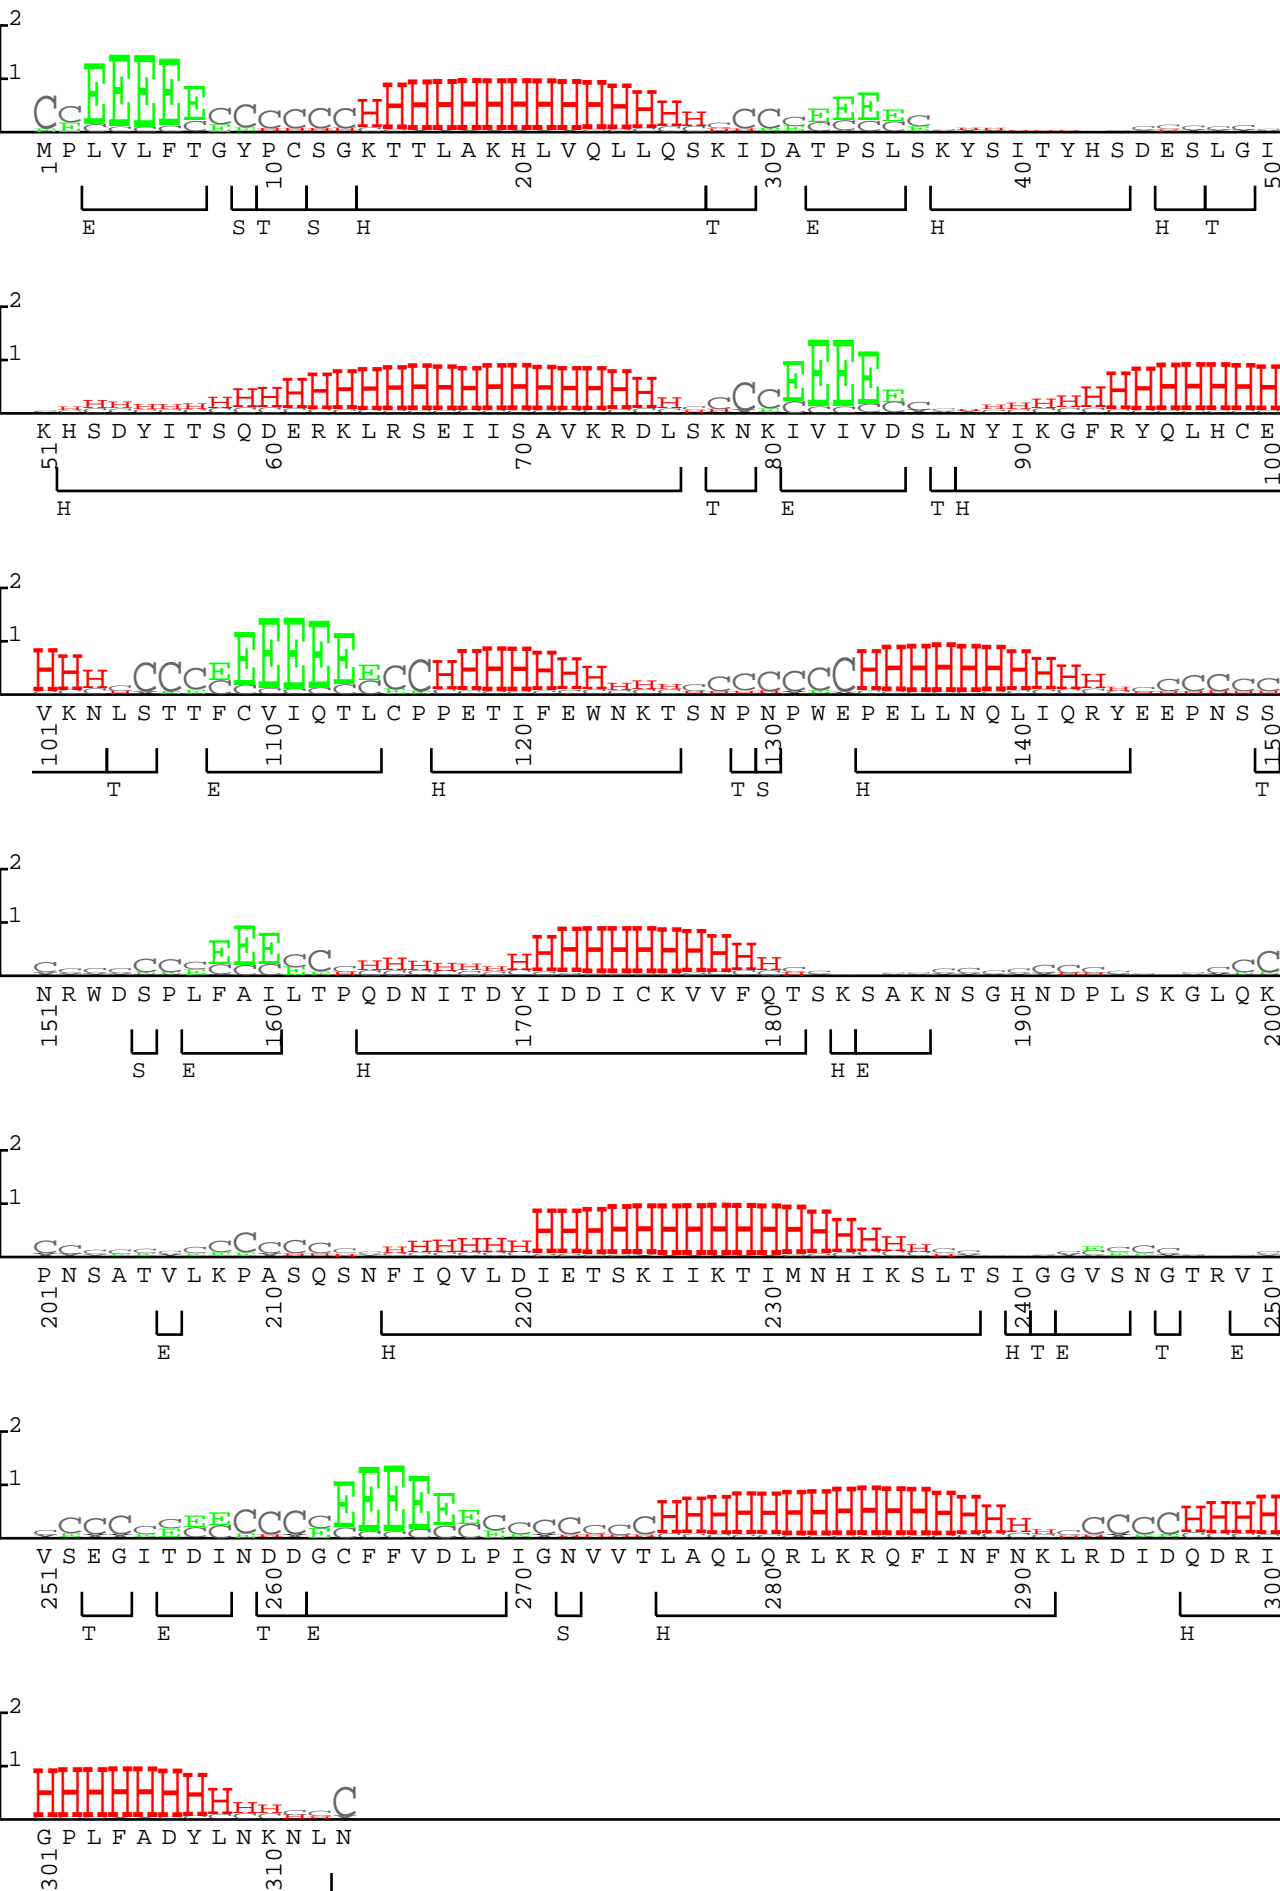 2
1
M P L V L F T G Y P C S G K T T L A K H L V Q L L Q S K I D A T P S L S K Y S I T Y H S D E S L G I
1 10 20 30 40 50
E S T S H T E H H T
2
1
K H S D Y I T S Q D E R K L R S E I I S A V K R D L S K N K I V I V D S L N Y I K G F R Y Q L H C E
51 60 70 80 90 100
H T E T H
2
1
V K N L S T T F C V I Q T L C P P E T I F E W N K T S N P N P W E P E L L N Q L I Q R Y E E P N S S
101 110 120 130 140 150
T E H T S H T
2
1
N R W D S P L F A I L T P Q D N I T D Y I D D I C K V V F Q T S K S A K N S G H N D P L S K G L Q K
151 160 170 180 190 200
S E H H E
2
1
P N S A T V L K P A S Q S N F I Q V L D I E T S K I I K T I M N H I K S L T S I G G V S N G T R V I
201 210 220 230 240 250
E H H T E T E
2
1
V S E G I T D I N D D G C F F V D L P I G N V V T L A Q L Q R L K R Q F I N F N K L R D I D Q D R I
251 260 270 280 290 300
T E T E S H H
2
1
G P L F A D Y L N K N L N
301 310